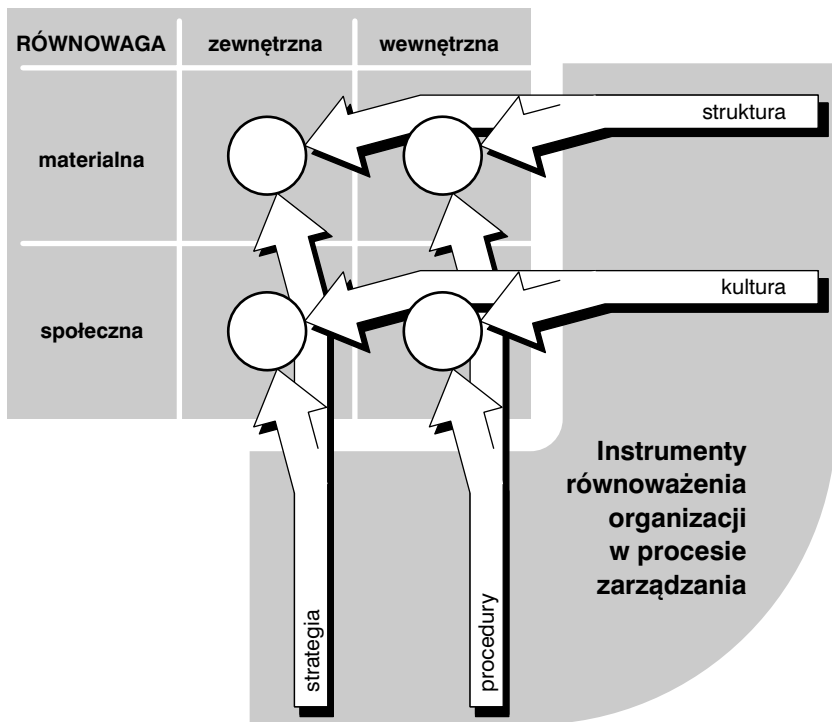 RÓWNOWAGA zewnętrzna wewnętrzna
struktura
materialna
kultura
społeczna
Instrumenty
równoważenia
organizacji
w procesie
zarządzania
strategia
procedury